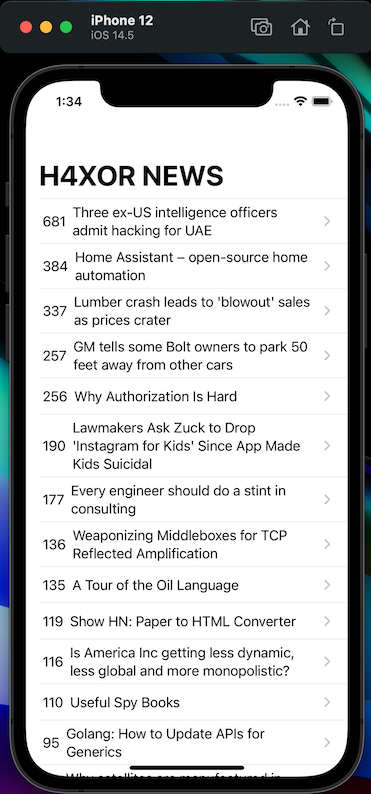 iPhone 12
iOS 14.5
1:34
H4XOR NEWS
681 Three ex-US intelligence officers
admit hacking for UAE
384 Home Assistant – open-source home
automation
337 Lumber crash leads to 'blowout' sales
as prices crater
257 GM tells some Bolt owners to park 50
feet away from other cars
256 Why Authorization Is Hard
190 Lawmakers Ask Zuck to Drop
'Instagram for Kids' Since App Made
Kids Suicidal
177 Every engineer should do a stint in
consulting
136 Weaponizing Middleboxes for TCP
Reflected Amplification
135 A Tour of the Oil Language
119 Show HN: Paper to HTML Converter
116 Is America Inc getting less dynamic,
less global and more monopolistic?
110 Useful Spy Books
95 Golang: How to Update APIs for
Generics
Why satellites are manufactured in